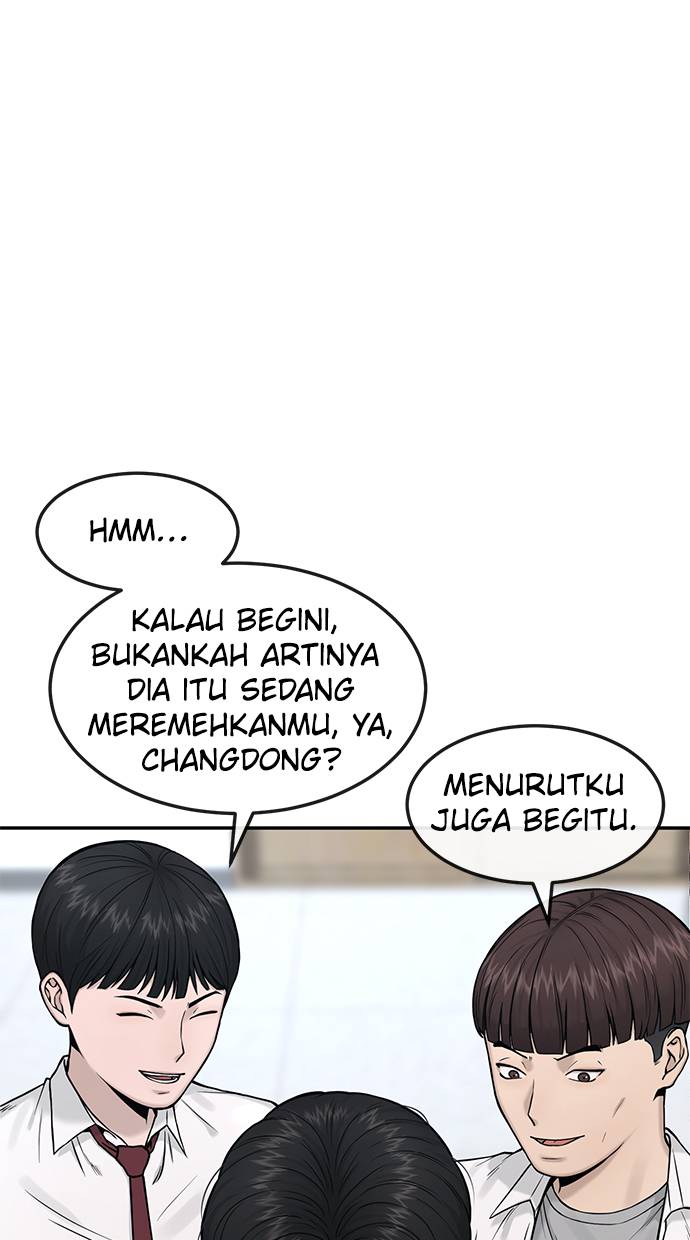 HMM...
KALAU BEGINI,
BUKANKAH ARTINYA
DIA ITU SEDANG
MEREMEHKANMU, YA,
CHANGDONG?
MENURUTKU
JUGA BEGITU.